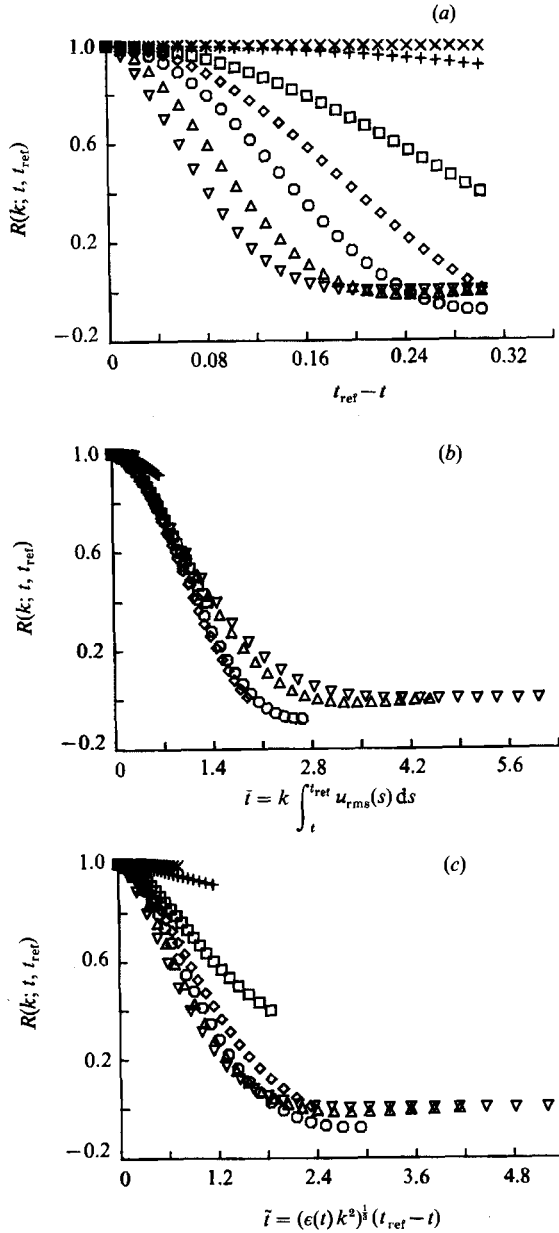 (a)
1.0
0.6
0.2
−0.2
R(k; t, t_ref)
0 0.08 0.16 0.24 0.32
t_ref − t
(b)
1.0
0.6
0.2
−0.2
R(k; t, t_ref)
0 1.4 2.8 4.2 5.6
t̄ = k ∫_t^{t_ref} u_rms(s) ds
(c)
1.0
0.6
0.2
−0.2
R(k; t, t_ref)
0 1.2 2.4 3.6 4.8
t̃ = (ϵ(t) k²)^{1/3} (t_ref − t)